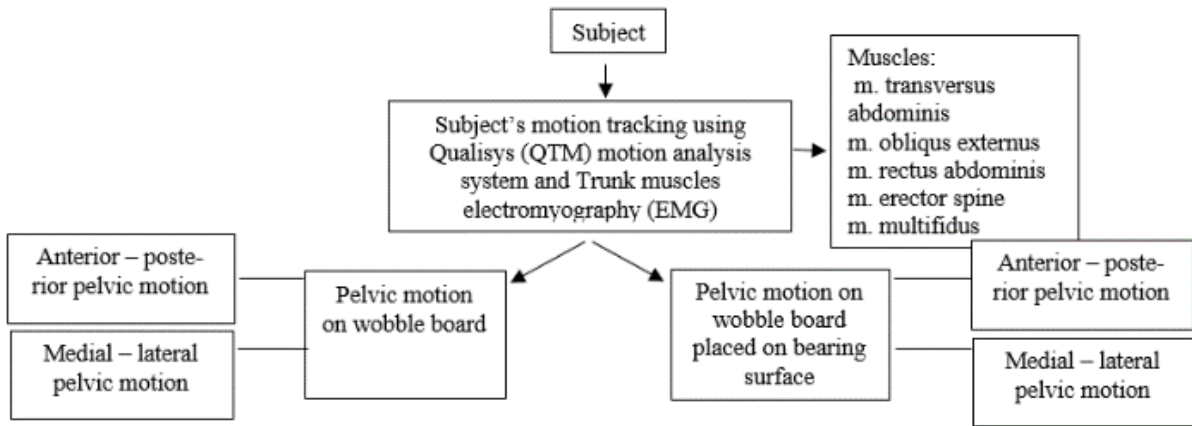 Subject
Muscles:
m. transversus
abdominis
m. obliqus externus
m. rectus abdominis
m. erector spine
m. multifidus
Subject’s motion tracking using
Qualisys (QTM) motion analysis
system and Trunk muscles
electromyography (EMG)
Anterior – poste-
rior pelvic motion
Medial – lateral
pelvic motion
Pelvic motion
on wobble board
Pelvic motion on
wobble board
placed on bearing
surface
Anterior – poste-
rior pelvic motion
Medial – lateral
pelvic motion